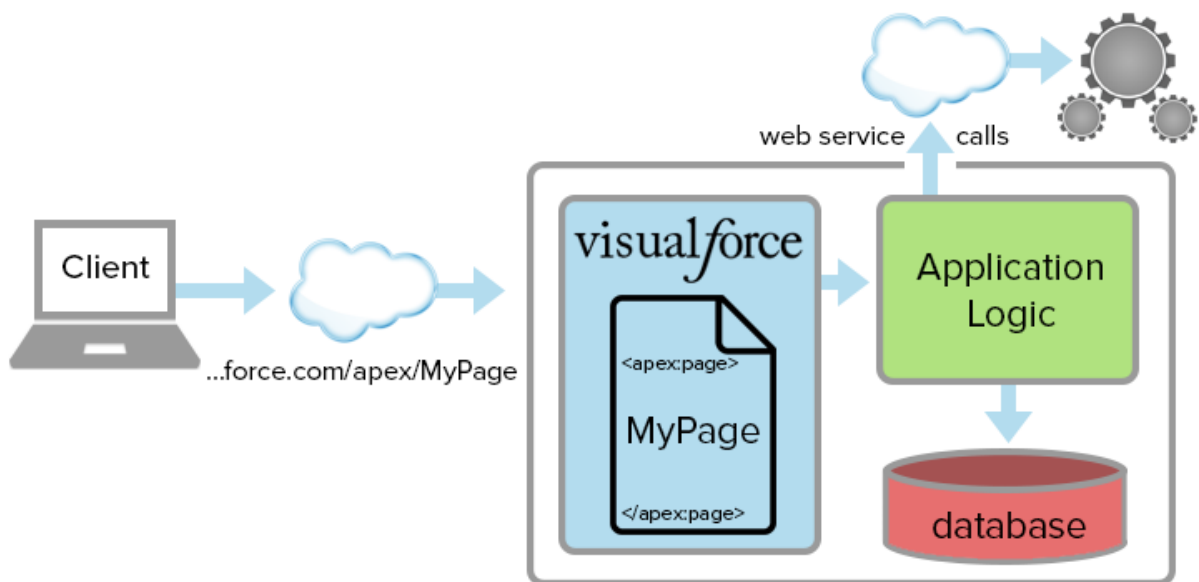 web service calls
Client
...force.com/apex/MyPage
visualforce
<apex:page>
MyPage
</apex:page>
Application
Logic
database